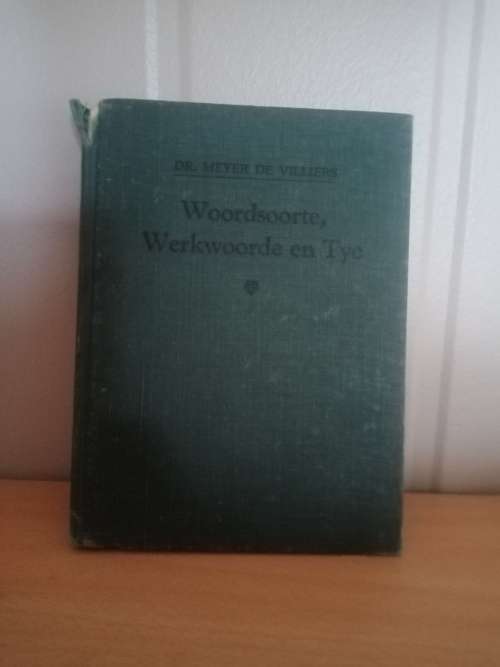 DR. MEYER DE VILLIERS
Woordsoorte,
Werkwoorde en Tye